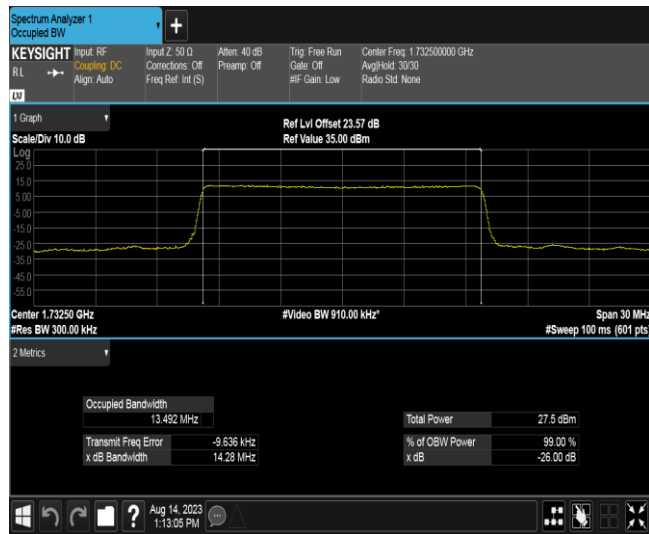 Spectrum Analyzer 1
Occupied BW
+
KEYSIGHT
RL
LXI
Input: RF
Coupling: DC
Align: Auto
Input Z: 50 Ω
Corrections: Off
Freq Ref: Int (S)
Atten: 40 dB
Preamp: Off
Trig: Free Run
Gate: Off
#IF Gain: Low
Center Freq: 1.732500000 GHz
Avg|Hold: 30/30
Radio Std: None
1 Graph
Scale/Div 10.0 dB
Ref Lvl Offset 23.57 dB
Ref Value 35.00 dBm
Log
25.0
15.0
5.00
-5.00
-15.0
-25.0
-35.0
-45.0
-55.0
Center 1.73250 GHz
#Video BW 910.00 kHz*
Span 30 MHz
#Res BW 300.00 kHz
#Sweep 100 ms (601 pts)
2 Metrics
Occupied Bandwidth
13.492 MHz
Total Power 27.5 dBm
Transmit Freq Error -9.636 kHz
% of OBW Power 99.00 %
x dB Bandwidth 14.28 MHz
x dB -26.00 dB
?
Aug 14, 2023
1:13:05 PM